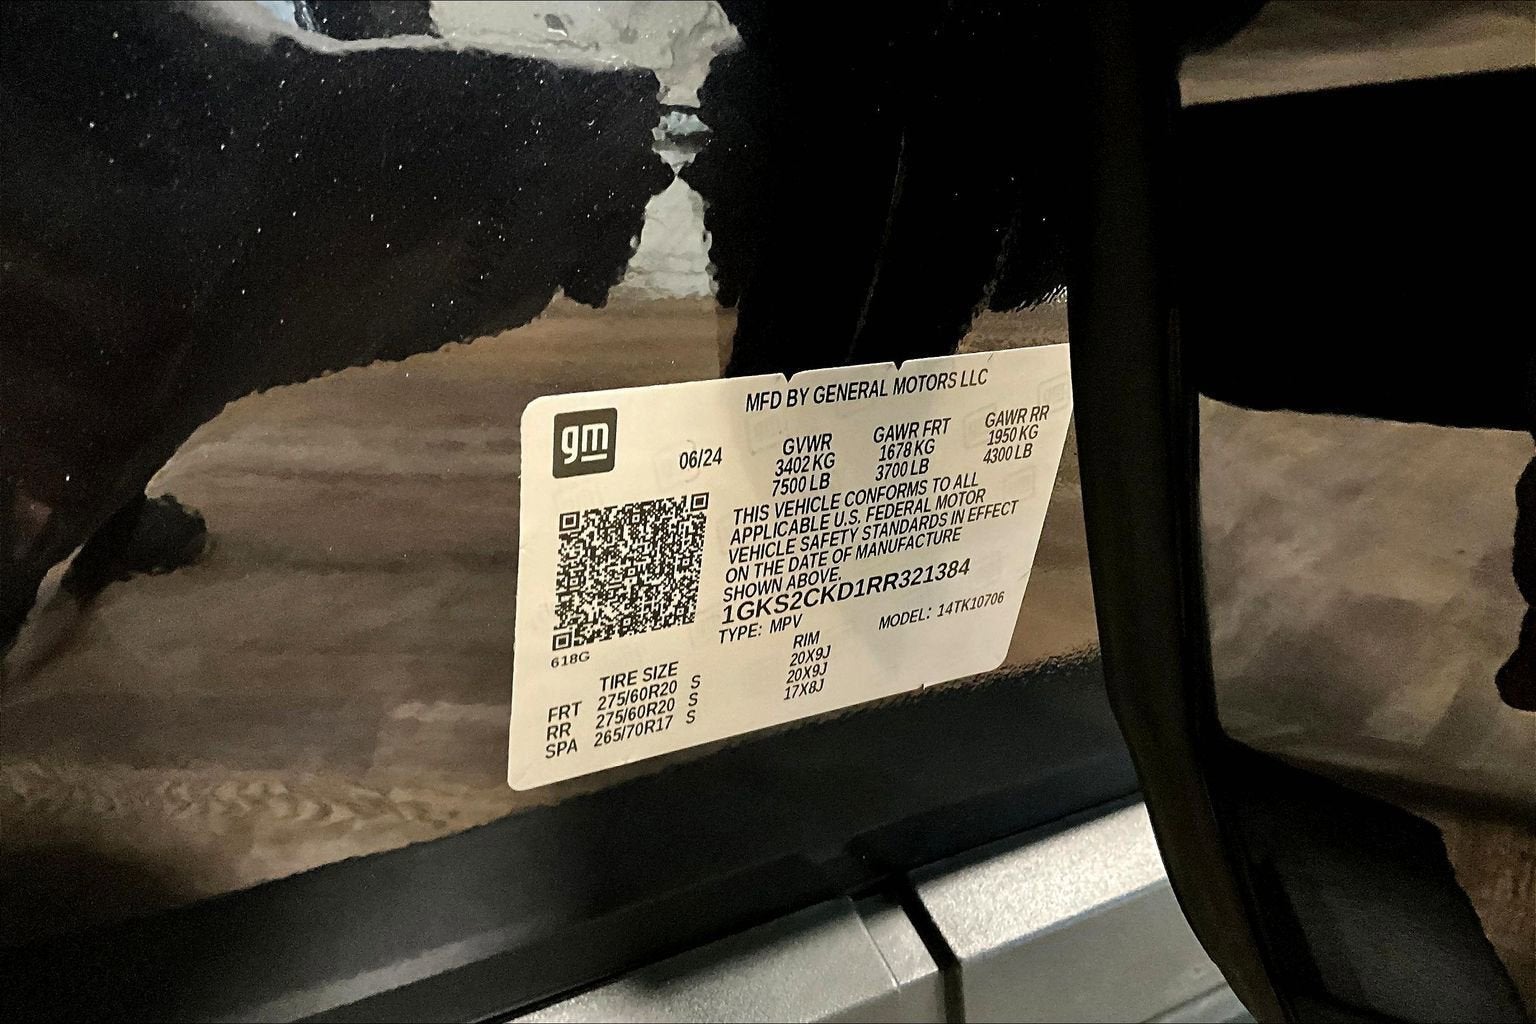 MFD BY GENERAL MOTORS LLC
gm
06/24
GVWR GAWR FRT GAWR RR
3402 KG 1678 KG 1950 KG
7500 LB 3700 LB 4300 LB
THIS VEHICLE CONFORMS TO ALL
APPLICABLE U.S. FEDERAL MOTOR
VEHICLE SAFETY STANDARDS IN EFFECT
ON THE DATE OF MANUFACTURE
SHOWN ABOVE.
1GKS2CKD1RR321384
TYPE: MPV MODEL: 14TK10706
618G
TIRE SIZE RIM
FRT 275/60R20 S 20X9J
RR 275/60R20 S 20X9J
SPA 265/70R17 S 17X8J